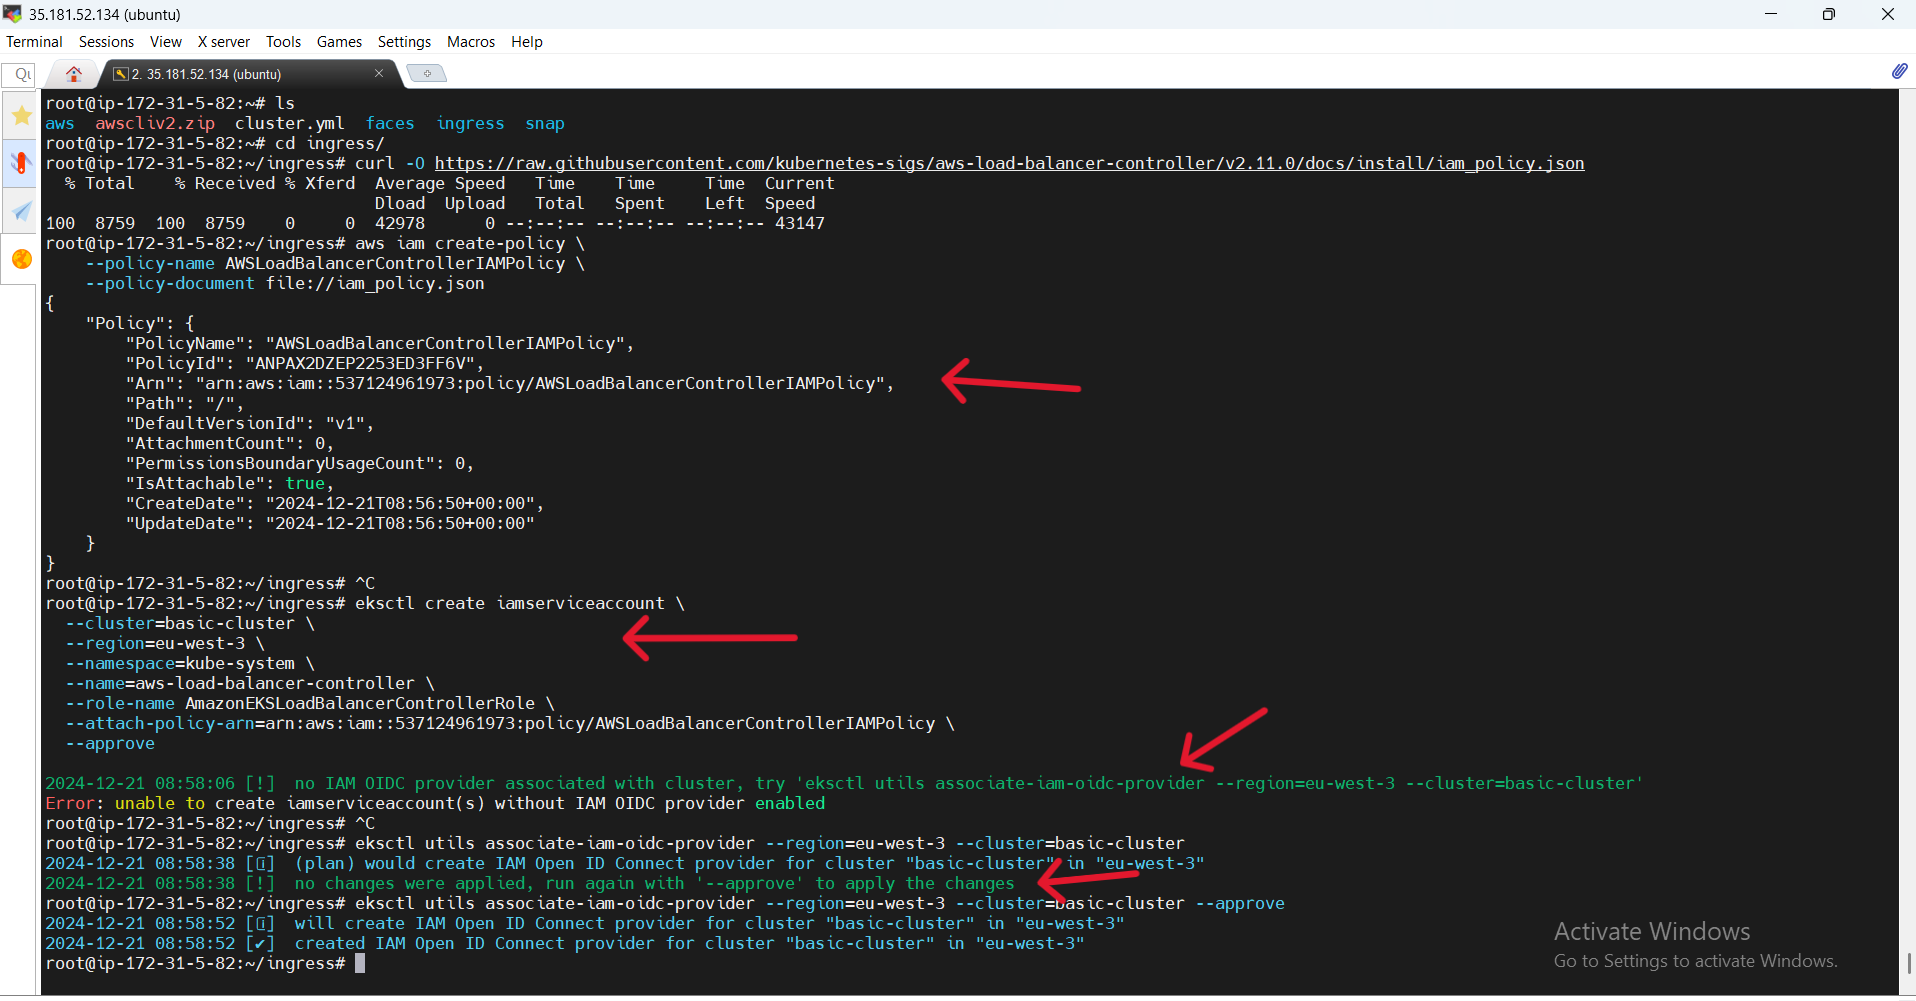 35.181.52.134 (ubuntu)
Terminal Sessions View X server Tools Games Settings Macros Help
Qu
2. 35.181.52.134 (ubuntu)
root@ip-172-31-5-82:~# ls
aws awscliv2.zip cluster.yml faces ingress snap
root@ip-172-31-5-82:~# cd ingress/
root@ip-172-31-5-82:~/ingress# curl -O https://raw.githubusercontent.com/kubernetes-sigs/aws-load-balancer-controller/v2.11.0/docs/install/iam_policy.json
% Total % Received % Xferd Average Speed Time Time Time Current
Dload Upload Total Spent Left Speed
100 8759 100 8759 0 0 42978 0 --:--:-- --:--:-- --:--:-- 43147
root@ip-172-31-5-82:~/ingress# aws iam create-policy \
--policy-name AWSLoadBalancerControllerIAMPolicy \
--policy-document file://iam_policy.json
{
"Policy": {
"PolicyName": "AWSLoadBalancerControllerIAMPolicy",
"PolicyId": "ANPAX2DZEP2253ED3FF6V",
"Arn": "arn:aws:iam::537124961973:policy/AWSLoadBalancerControllerIAMPolicy",
"Path": "/",
"DefaultVersionId": "v1",
"AttachmentCount": 0,
"PermissionsBoundaryUsageCount": 0,
"IsAttachable": true,
"CreateDate": "2024-12-21T08:56:50+00:00",
"UpdateDate": "2024-12-21T08:56:50+00:00"
}
}
root@ip-172-31-5-82:~/ingress# ^C
root@ip-172-31-5-82:~/ingress# eksctl create iamserviceaccount \
--cluster=basic-cluster \
--region=eu-west-3 \
--namespace=kube-system \
--name=aws-load-balancer-controller \
--role-name AmazonEKSLoadBalancerControllerRole \
--attach-policy-arn=arn:aws:iam::537124961973:policy/AWSLoadBalancerControllerIAMPolicy \
--approve
2024-12-21 08:58:06 [!] no IAM OIDC provider associated with cluster, try 'eksctl utils associate-iam-oidc-provider --region=eu-west-3 --cluster=basic-cluster'
Error: unable to create iamserviceaccount(s) without IAM OIDC provider enabled
root@ip-172-31-5-82:~/ingress# ^C
root@ip-172-31-5-82:~/ingress# eksctl utils associate-iam-oidc-provider --region=eu-west-3 --cluster=basic-cluster
2024-12-21 08:58:38 [ℹ] (plan) would create IAM Open ID Connect provider for cluster "basic-cluster" in "eu-west-3"
2024-12-21 08:58:38 [!] no changes were applied, run again with '--approve' to apply the changes
root@ip-172-31-5-82:~/ingress# eksctl utils associate-iam-oidc-provider --region=eu-west-3 --cluster=basic-cluster --approve
2024-12-21 08:58:52 [ℹ] will create IAM Open ID Connect provider for cluster "basic-cluster" in "eu-west-3"
2024-12-21 08:58:52 [✔] created IAM Open ID Connect provider for cluster "basic-cluster" in "eu-west-3"
root@ip-172-31-5-82:~/ingress#
Activate Windows
Go to Settings to activate Windows.